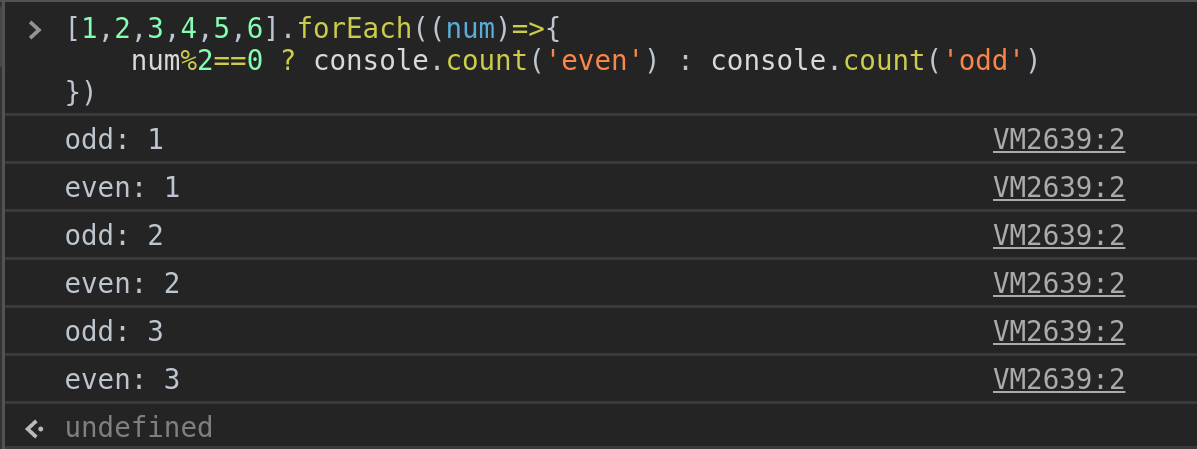 [1,2,3,4,5,6].forEach((num)=>{
    num%2==0 ? console.count('even') : console.count('odd')
})
odd: 1 VM2639:2
even: 1 VM2639:2
odd: 2 VM2639:2
even: 2 VM2639:2
odd: 3 VM2639:2
even: 3 VM2639:2
undefined